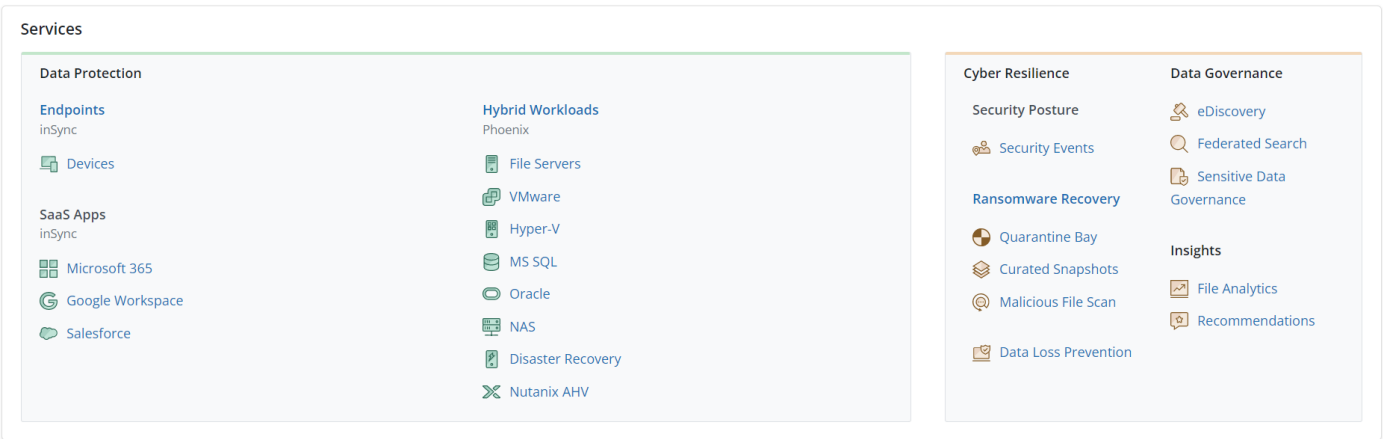 Services
Data Protection
Endpoints
inSync
Devices
SaaS Apps
inSync
Microsoft 365
Google Workspace
Salesforce
Hybrid Workloads
Phoenix
File Servers
VMware
Hyper-V
MS SQL
Oracle
NAS
Disaster Recovery
Nutanix AHV
Cyber Resilience
Security Posture
Security Events
Ransomware Recovery
Quarantine Bay
Curated Snapshots
Malicious File Scan
Data Loss Prevention
Data Governance
eDiscovery
Federated Search
Sensitive Data
Governance
Insights
File Analytics
Recommendations